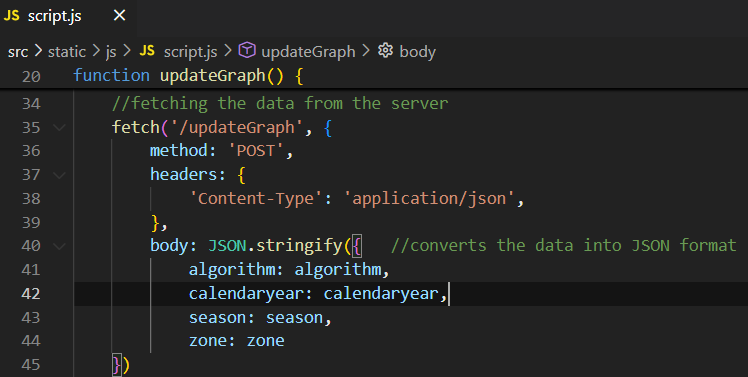 JS script.js ×
src > static > js > JS script.js > updateGraph > body
20 function updateGraph() {
34 //fetching the data from the server
35 fetch('/updateGraph', {
36 method: 'POST',
37 headers: {
38 'Content-Type': 'application/json',
39 },
40 body: JSON.stringify({ //converts the data into JSON format
41 algorithm: algorithm,
42 calendaryear: calendaryear,
43 season: season,
44 zone: zone
45 })